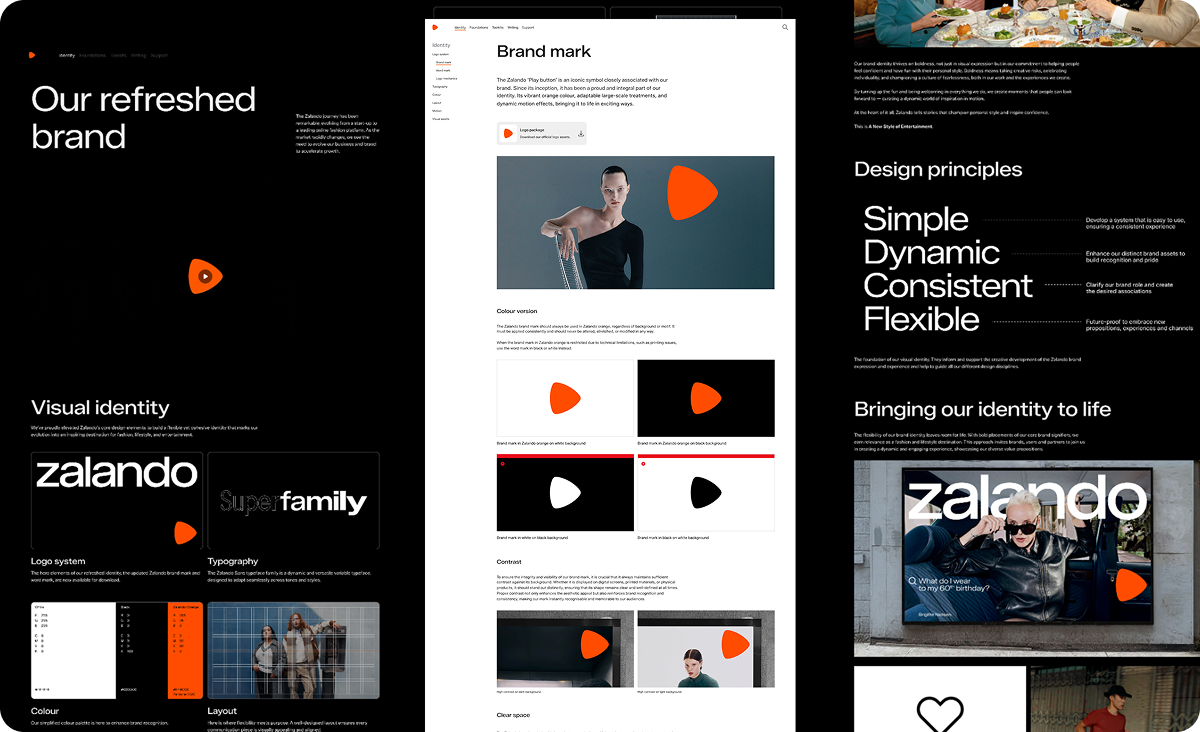 Identity Foundations Toolkits Writing Support
Our refreshed
brand
The Zalando journey has been
remarkable evolving from a start-up to
a leading online fashion platform. As the
market rapidly changes, we see the
need to evolve our business and brand
to accelerate growth.
Visual identity
We've proudly elevated Zalando's core design elements to build a flexible yet cohesive identity that marks our
evolution into an inspiring destination for fashion, lifestyle, and entertainment.
zalando
Superfamily
Logo system
The hero elements of our refreshed identity, the updated Zalando brand mark and
word mark, are now available for download.
Typography
The Zalando Sans typeface family is a dynamic and versatile variable typeface,
designed to adapt seamlessly across tones and styles.
White
Black
Zalando Orange
Colour
Our simplified colour palette is here to enhance brand recognition.
Layout
Here is where flexibility finds a purpose. A well-designed layout ensures every
communication piece is visually appealing and aligned.
Identity Foundations Toolkits Writing Support
Identity
Logo system
Brand mark
Word mark
Logo mechanics
Typography
Colour
Layout
Motion
Visual assets
Brand mark
The Zalando 'Play button' is an iconic symbol closely associated with our
brand. Since its inception, it has been a proud and integral part of our
identity. Its vibrant orange colour, adaptable large-scale treatments, and
dynamic motion effects, bringing it to life in exciting ways.
Logo package
Download our official logo assets.
Colour version
The Zalando brand mark should always be used in Zalando orange, regardless of background or motif. It
must be applied consistently and should never be altered, stretched, or modified in any way.
When the brand mark in Zalando orange is restricted due to technical limitations, such as printing issues,
use the word mark in black or white instead.
Brand mark in Zalando orange on white background
Brand mark in Zalando orange on black background
Brand mark in white on black background
Brand mark in black on white background
Contrast
To ensure the integrity and visibility of our brand mark, it is crucial that it always maintains sufficient
contrast against its background. Whether it is displayed on digital screens, printed materials, or physical
products, it should stand out distinctly, ensuring that its shape remains clear and well-defined at all times.
Proper contrast not only enhances the aesthetic appeal but also reinforces brand recognition and
consistency, making our mark instantly recognisable and memorable to our audiences.
High contrast on dark background
High contrast on light background
Clear space
Our brand identity thrives on boldness, not just in visual expression but in our commitment to helping people
feel confident and have fun with their personal style. Boldness means taking creative risks, celebrating
individuality, and championing a culture of fearlessness, both in our work and the experiences we create.
By turning up the fun and being welcoming in everything we do, we create moments that people can look
forward to — curating a dynamic world of inspiration in motion.
At the heart of it all: Zalando tells stories that champion personal style and inspire confidence.
This is A New Style of Entertainment.
Design principles
Simple
Develop a system that is easy to use,
ensuring a consistent experience
Dynamic
Enhance our distinct brand assets to
build recognition and pride
Consistent
Clarify our brand role and create
the desired associations
Flexible
Future-proof to embrace new
propositions, experiences and channels
The foundation of our visual identity. They inform and support the creative development of the Zalando brand
expression and experience and help to guide all our different design disciplines.
Bringing our identity to life
The flexibility of our brand identity leaves room for life. With bold placements of our core brand signifiers, we
own relevance as a fashion and lifestyle destination. This approach invites brands, users and partners to join us
in creating a dynamic and engaging experience, showcasing our diverse value propositions.
zalando
What do I wear
to my 60th birthday?
Brigitte Nielsen